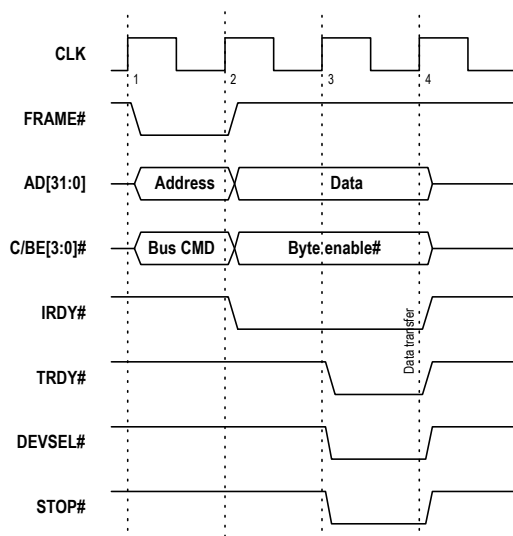 CLK
1 2 3 4
FRAME#
AD[31:0] Address Data
C/BE[3:0]# Bus CMD Byte enable#
IRDY#
Data transfer
TRDY#
DEVSEL#
STOP#